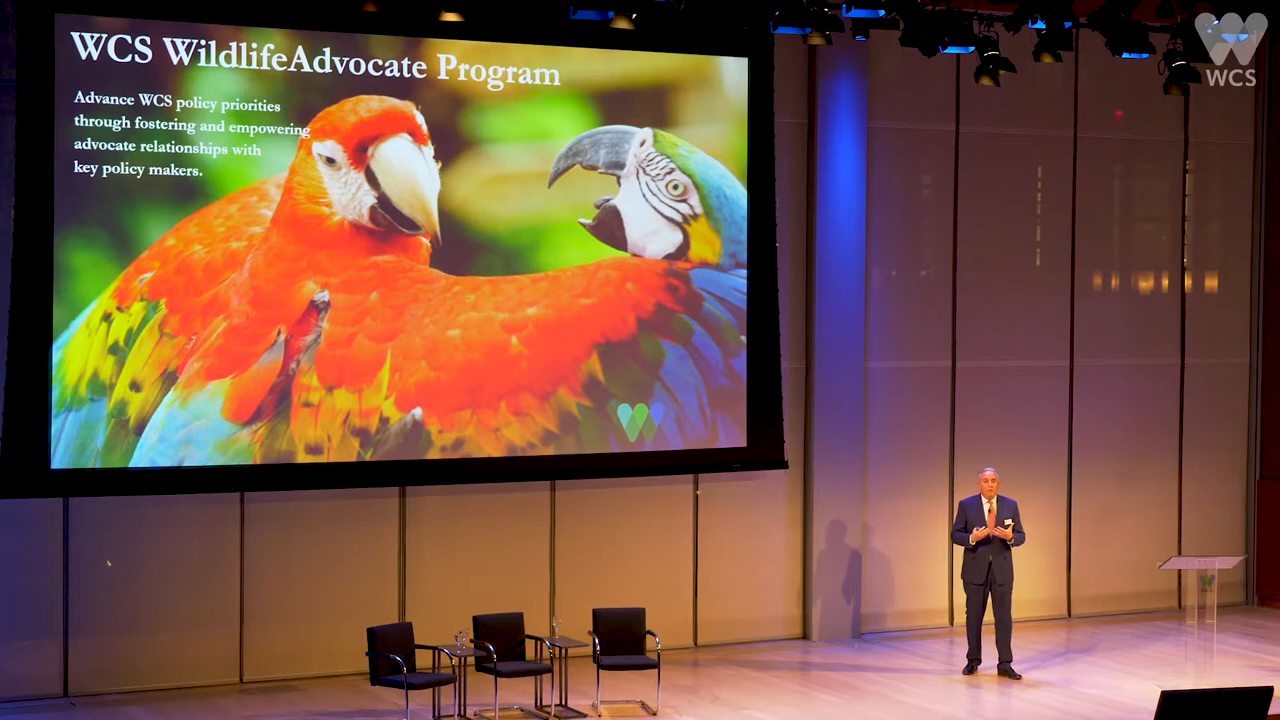 WCS WildlifeAdvocate Program
Advance WCS policy priorities
through fostering and empowering
advocate relationships with
key policy makers.
WCS